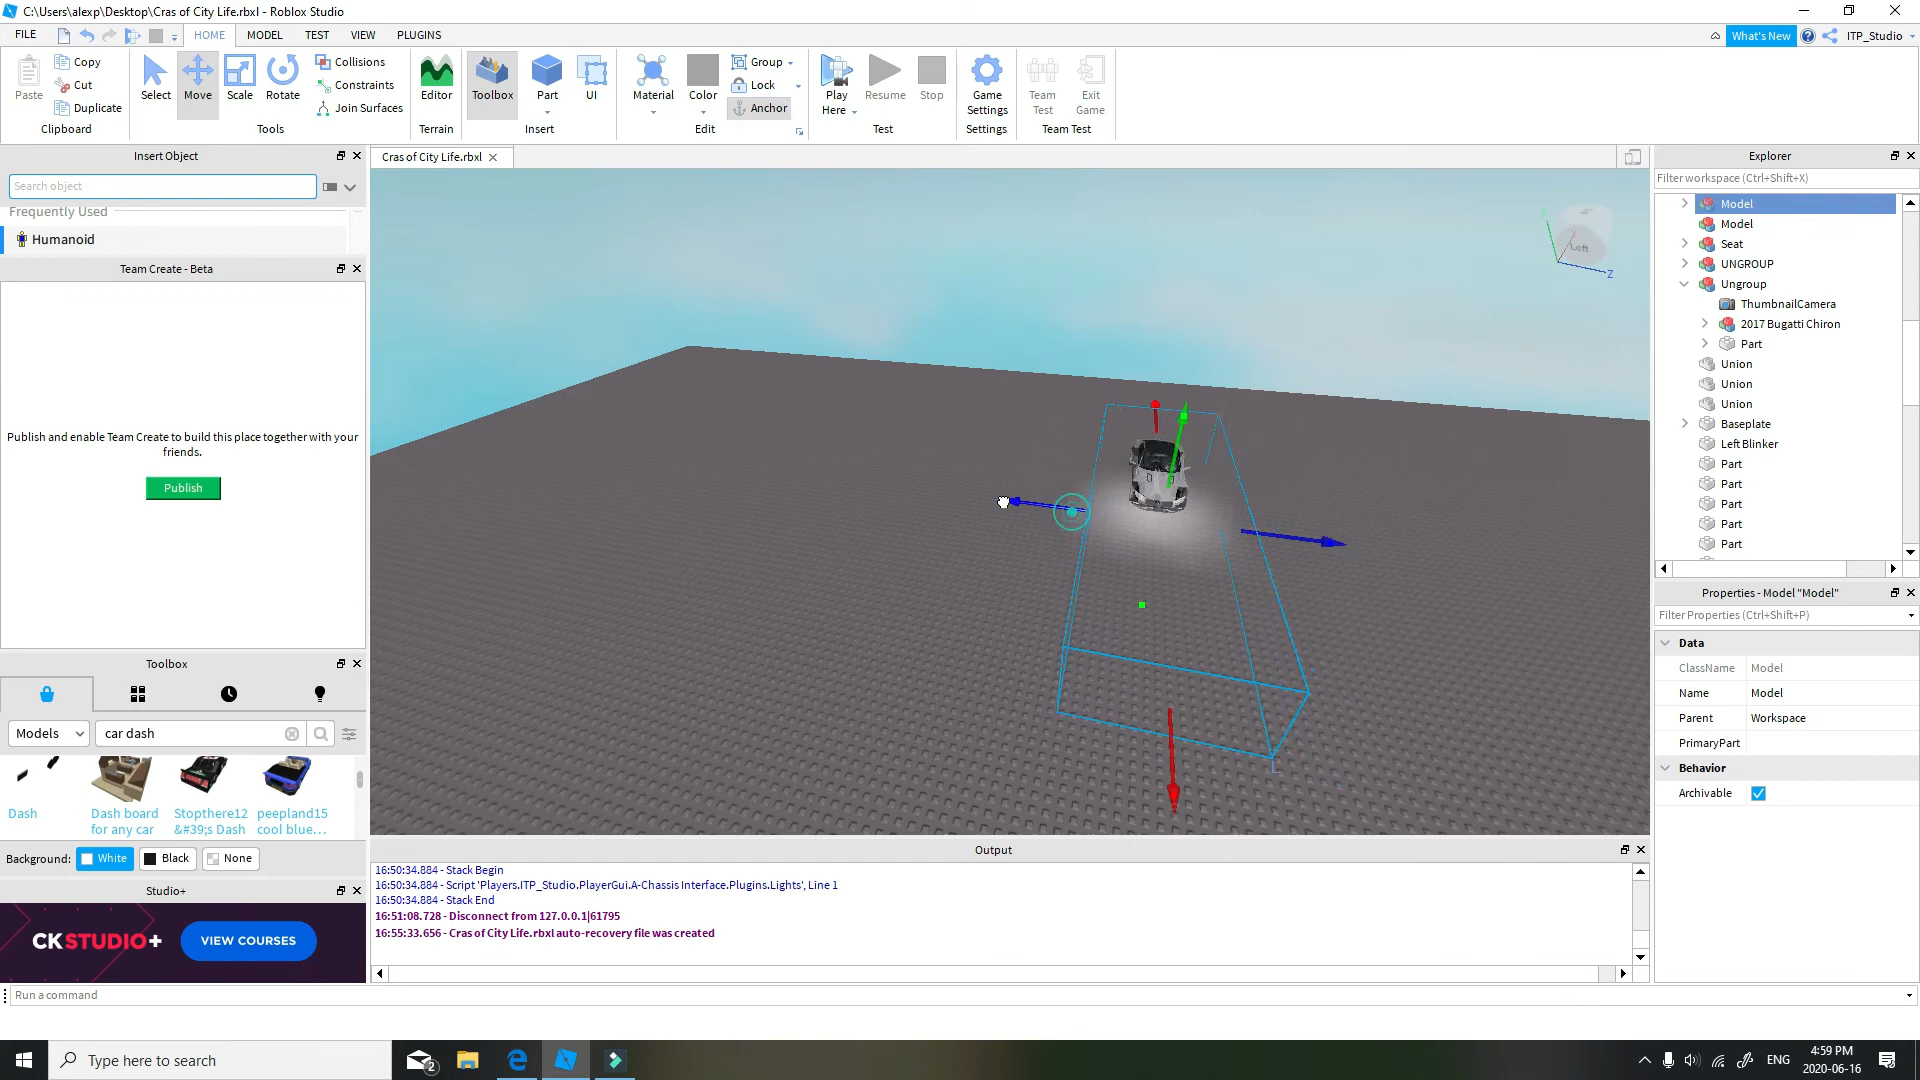 C:\Users\alexp\Desktop\Cras of City Life.rbxl - Roblox Studio
FILE HOME MODEL TEST VIEW PLUGINS
What's New ITP_Studio
Paste
Copy
Cut
Duplicate
Clipboard
Select
Move
Scale
Rotate
Collisions
Constraints
Join Surfaces
Tools
Editor
Terrain
Toolbox
Part
UI
Insert
Material
Color
Group
Lock
Anchor
Edit
Play
Here
Resume
Stop
Test
Game
Settings
Settings
Team
Test
Exit
Game
Team Test
Insert Object
Search object
Frequently Used
Humanoid
Team Create - Beta
Publish and enable Team Create to build this place together with your
friends.
Publish
Toolbox
Models car dash
Dash
Dash board
for any car
Stopthere12
&#39;s Dash
peepland15
cool blue...
Background: White Black None
Studio+
CKSTUDIO+ VIEW COURSES
Cras of City Life.rbxl
Left
Z
Output
16:50:34.884 - Stack Begin
16:50:34.884 - Script 'Players.ITP_Studio.PlayerGui.A-Chassis Interface.Plugins.Lights', Line 1
16:50:34.884 - Stack End
16:51:08.728 - Disconnect from 127.0.0.1|61795
16:55:33.656 - Cras of City Life.rbxl auto-recovery file was created
Run a command
Explorer
Filter workspace (Ctrl+Shift+X)
Model
Model
Seat
UNGROUP
Ungroup
ThumbnailCamera
2017 Bugatti Chiron
Part
Union
Union
Union
Baseplate
Left Blinker
Part
Part
Part
Part
Part
Properties - Model "Model"
Filter Properties (Ctrl+Shift+P)
Data
ClassName Model
Name Model
Parent Workspace
PrimaryPart
Behavior
Archivable
Type here to search
2
ENG
4:59 PM
2020-06-16